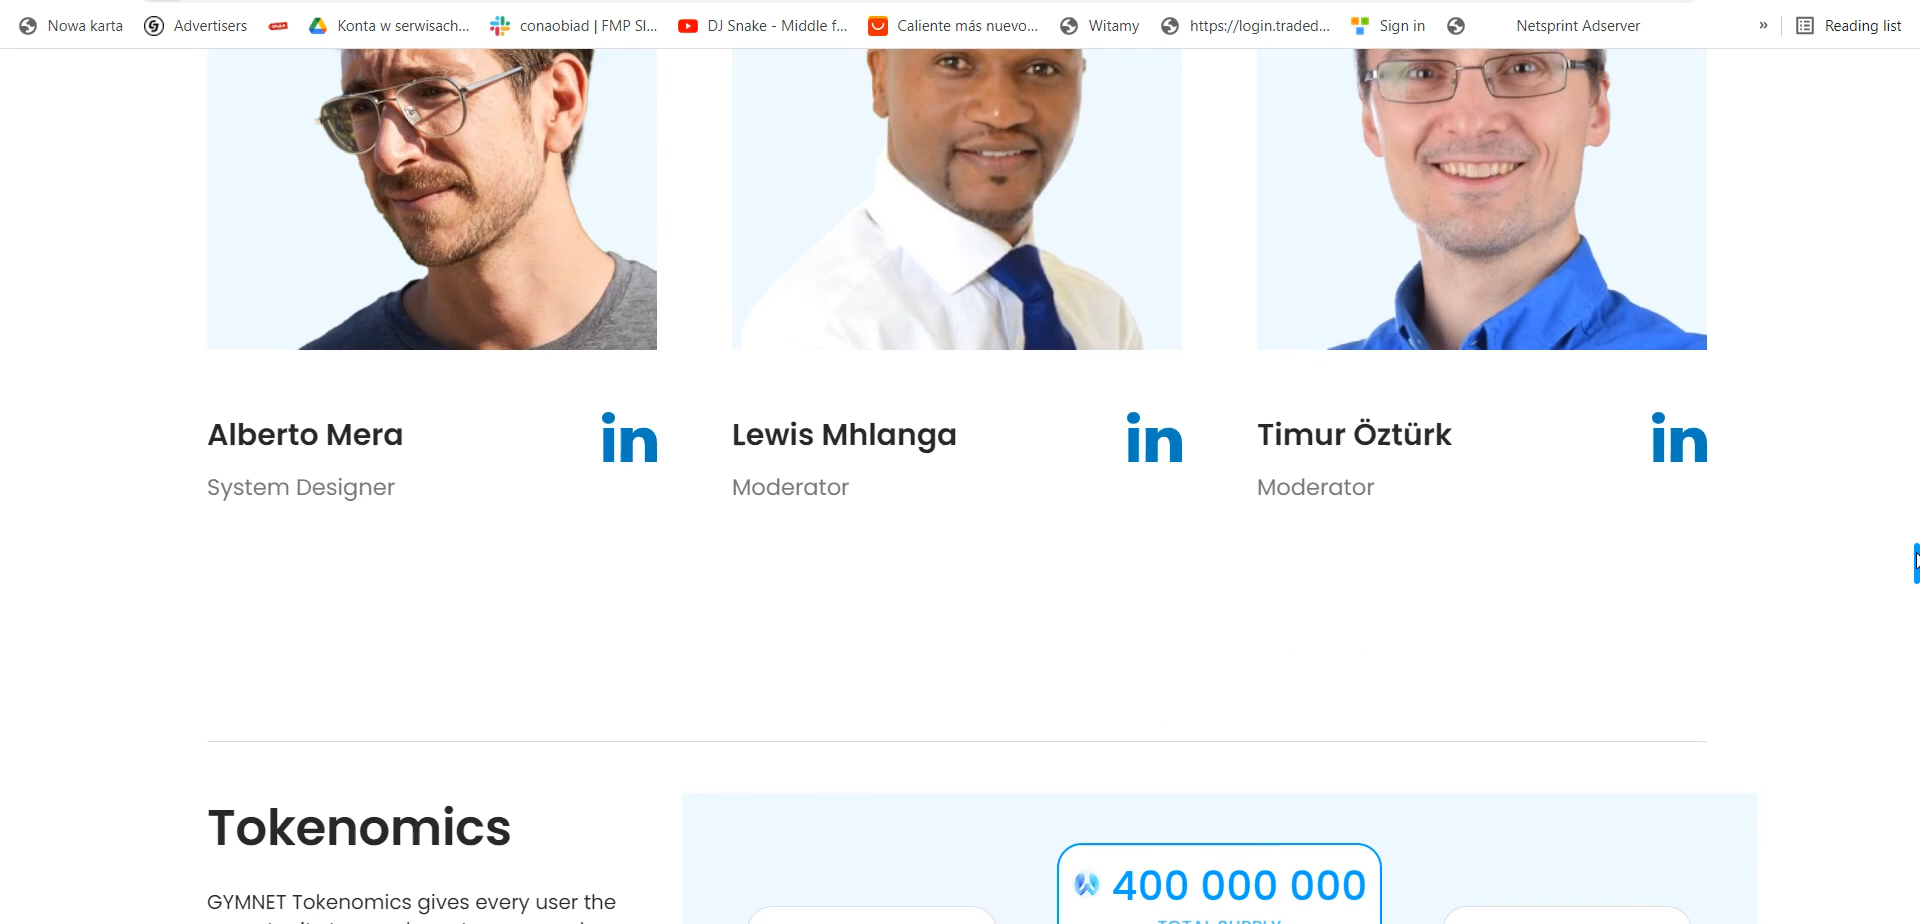 Nowa karta Advertisers Konta w serwisach... conaobiad | FMP Sl... DJ Snake - Middle f... Caliente más nuevo... Witamy https://login.traded... Sign in Netsprint Adserver » Reading list
Alberto Mera in Lewis Mhlanga in Timur Öztürk in
System Designer Moderator Moderator
Tokenomics
400 000 000
TOTAL SUPPLY
GYMNET Tokenomics gives every user the